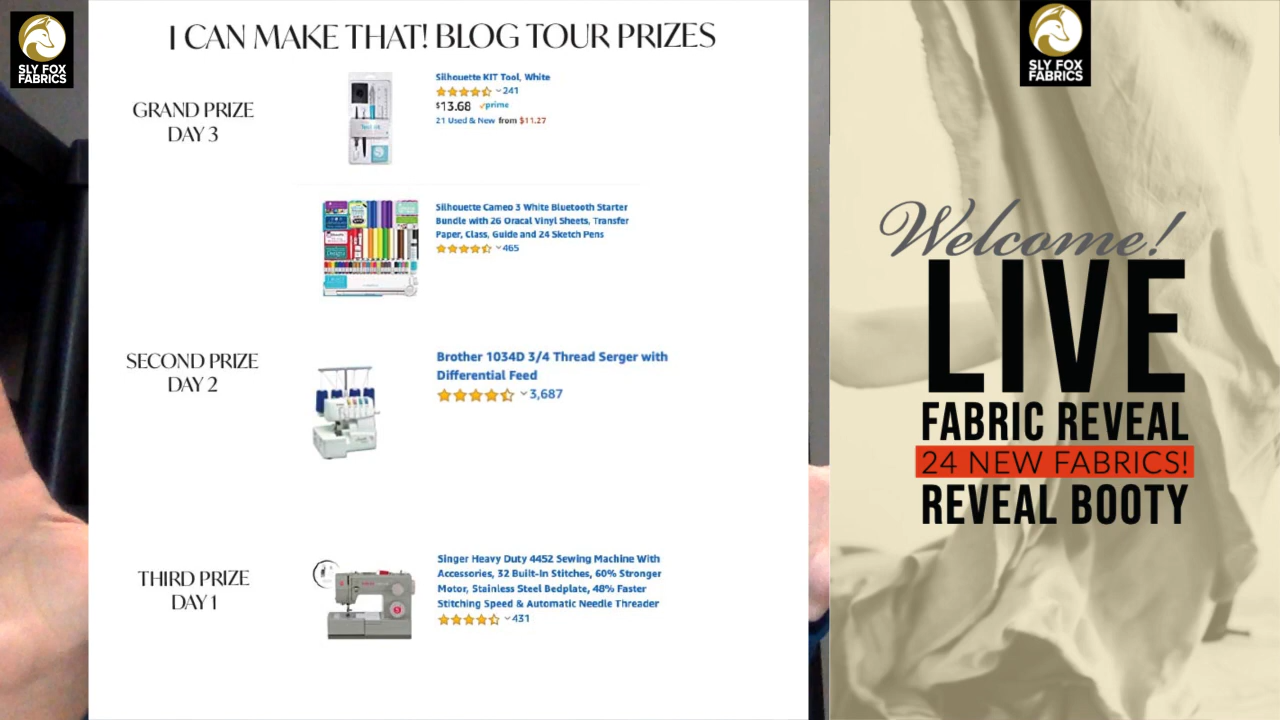 SLY FOX
FABRICS
I CAN MAKE THAT! BLOG TOUR PRIZES
GRAND PRIZE
DAY 3
Silhouette KIT Tool, White
241
$13.68 prime
21 Used & New from $11.27
Silhouette Cameo 3 White Bluetooth Starter
Bundle with 26 Oracal Vinyl Sheets, Transfer
Paper, Class, Guide and 24 Sketch Pens
465
SECOND PRIZE
DAY 2
Brother 1034D 3/4 Thread Serger with
Differential Feed
3,687
THIRD PRIZE
DAY 1
Singer Heavy Duty 4452 Sewing Machine With
Accessories, 32 Built-In Stitches, 60% Stronger
Motor, Stainless Steel Bedplate, 48% Faster
Stitching Speed & Automatic Needle Threader
431
SLY FOX
FABRICS
Welcome!
LIVE
FABRIC REVEAL
24 NEW FABRICS!
REVEAL BOOTY